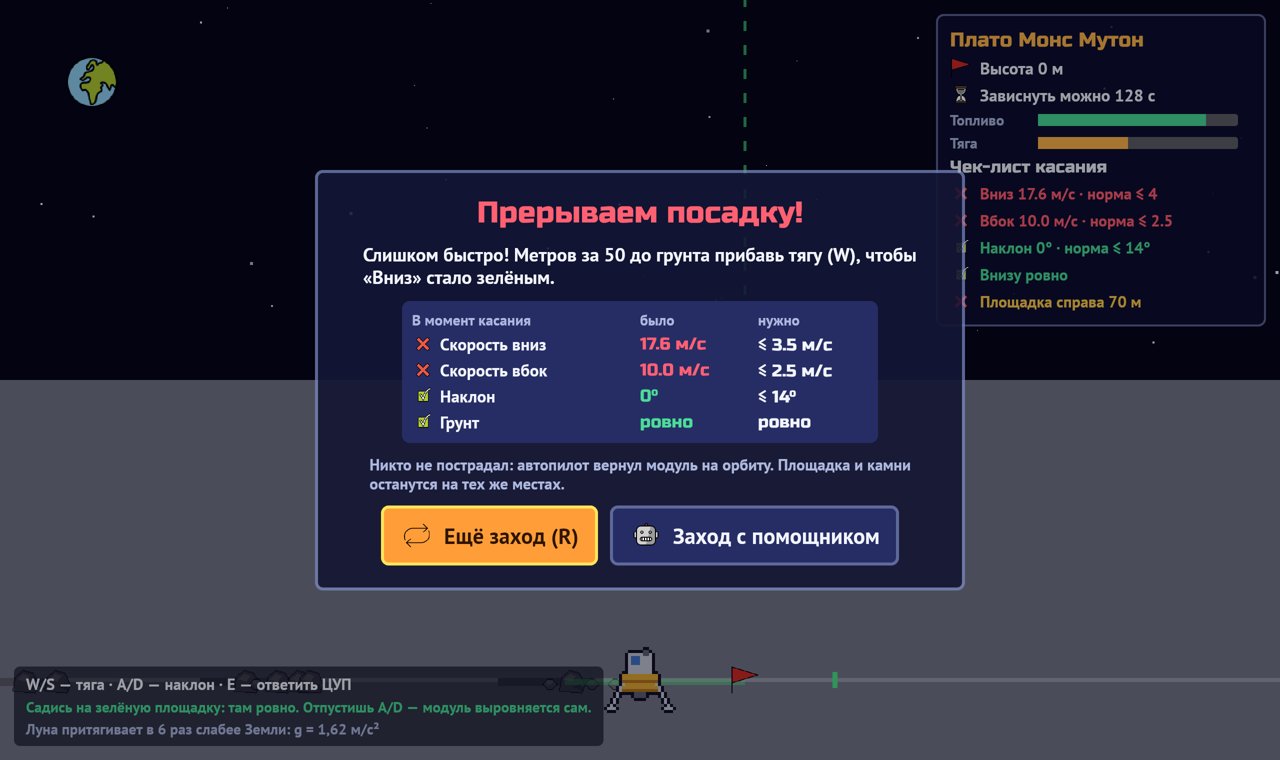 Плато Монс Мутон
Высота 0 м
Зависнуть можно 128 с
Топливо
Тяга
Чек-лист касания
Вниз 17.6 м/с · норма ≤ 4
Вбок 10.0 м/с · норма ≤ 2.5
Наклон 0° · норма ≤ 14°
Внизу ровно
Площадка справа 70 м
Прерываем посадку!
Слишком быстро! Метров за 50 до грунта прибавь тягу (W), чтобы
«Вниз» стало зелёным.
В момент касания было нужно
Скорость вниз 17.6 м/с ≤ 3.5 м/с
Скорость вбок 10.0 м/с ≤ 2.5 м/с
Наклон 0° ≤ 14°
Грунт ровно ровно
Никто не пострадал: автопилот вернул модуль на орбиту. Площадка и камни
останутся на тех же местах.
Ещё заход (R)
Заход с помощником
W/S — тяга · A/D — наклон · E — ответить ЦУП
Садись на зелёную площадку: там ровно. Отпустишь A/D — модуль выровняется сам.
Луна притягивает в 6 раз слабее Земли: g = 1,62 м/с²